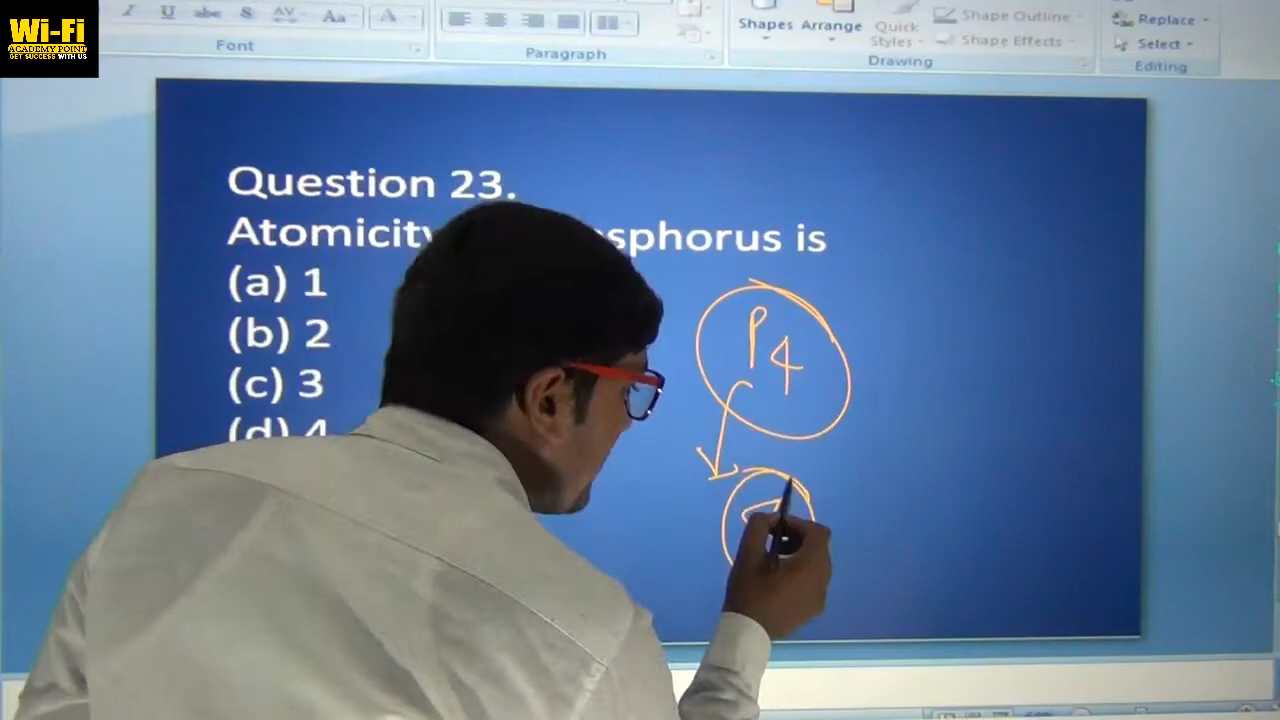 Wi-Fi
ACADEMY POINT
GET SUCCESS WITH US
Font
Paragraph
Shapes
Arrange
Quick
Styles
Shape Outline
Shape Effects
Drawing
Replace
Select
Editing
Question 23.
Atomicity is
(a) 1
(b) 2
(c) 3
(d) 4
P4